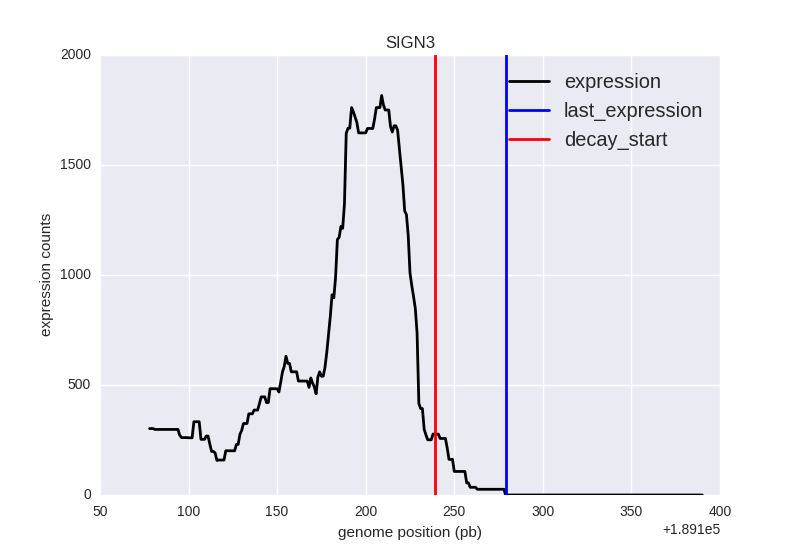 SIGN3
2000
1500
1000
500
0
expression counts
expression
last_expression
decay_start
50 100 150 200 250 300 350 400
+1.891e5
genome position (pb)